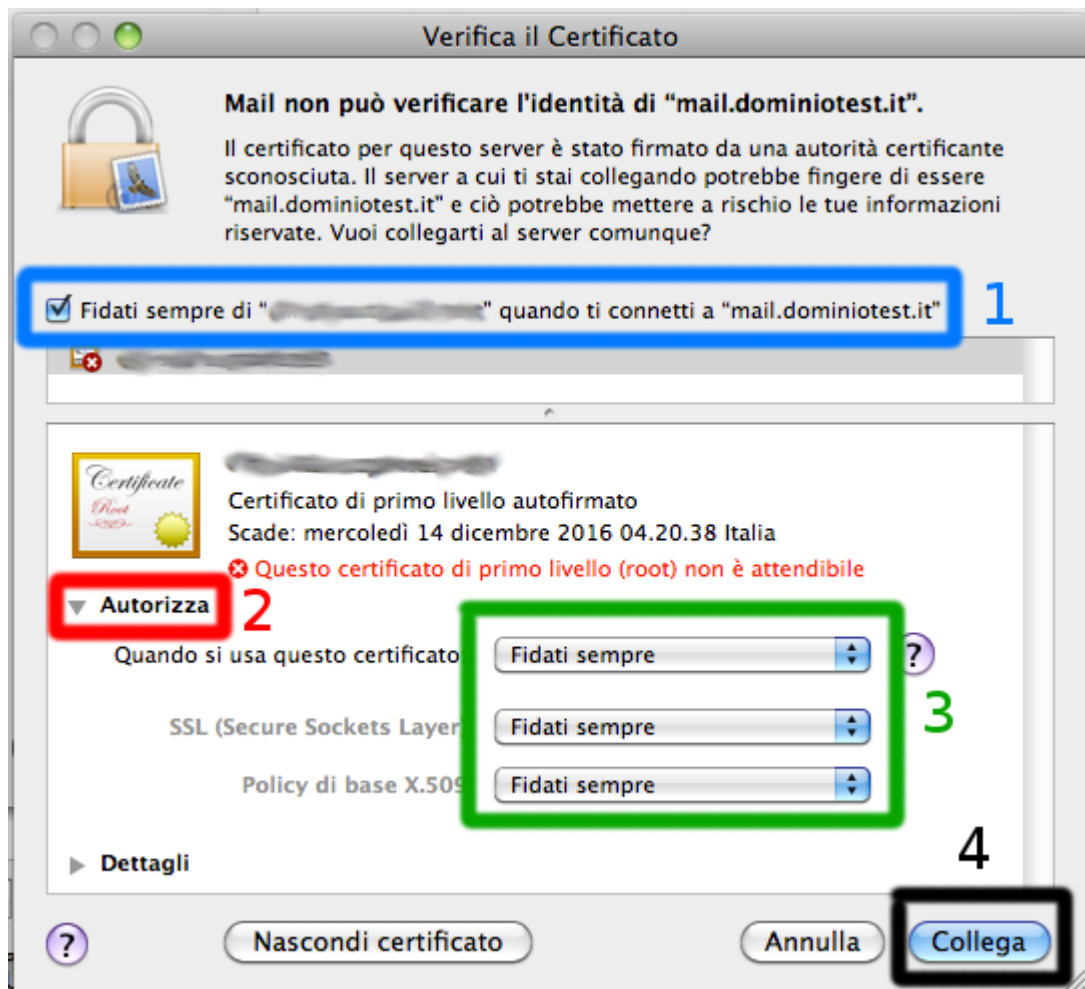 Verifica il Certificato
Mail non può verificare l'identità di “mail.dominiotest.it”.
Il certificato per questo server è stato firmato da una autorità certificante
sconosciuta. Il server a cui ti stai collegando potrebbe fingere di essere
“mail.dominiotest.it” e ciò potrebbe mettere a rischio le tue informazioni
riservate. Vuoi collegarti al server comunque?
Fidati sempre di “ ” quando ti connetti a “mail.dominiotest.it”
1
Certificate
Root
Certificato di primo livello autofirmato
Scade: mercoledì 14 dicembre 2016 04.20.38 Italia
Questo certificato di primo livello (root) non è attendibile
Autorizza
2
Quando si usa questo certificato: Fidati sempre ?
SSL (Secure Sockets Layer) Fidati sempre
3
Policy di base X.509 Fidati sempre
4
Dettagli
? Nascondi certificato Annulla Collega